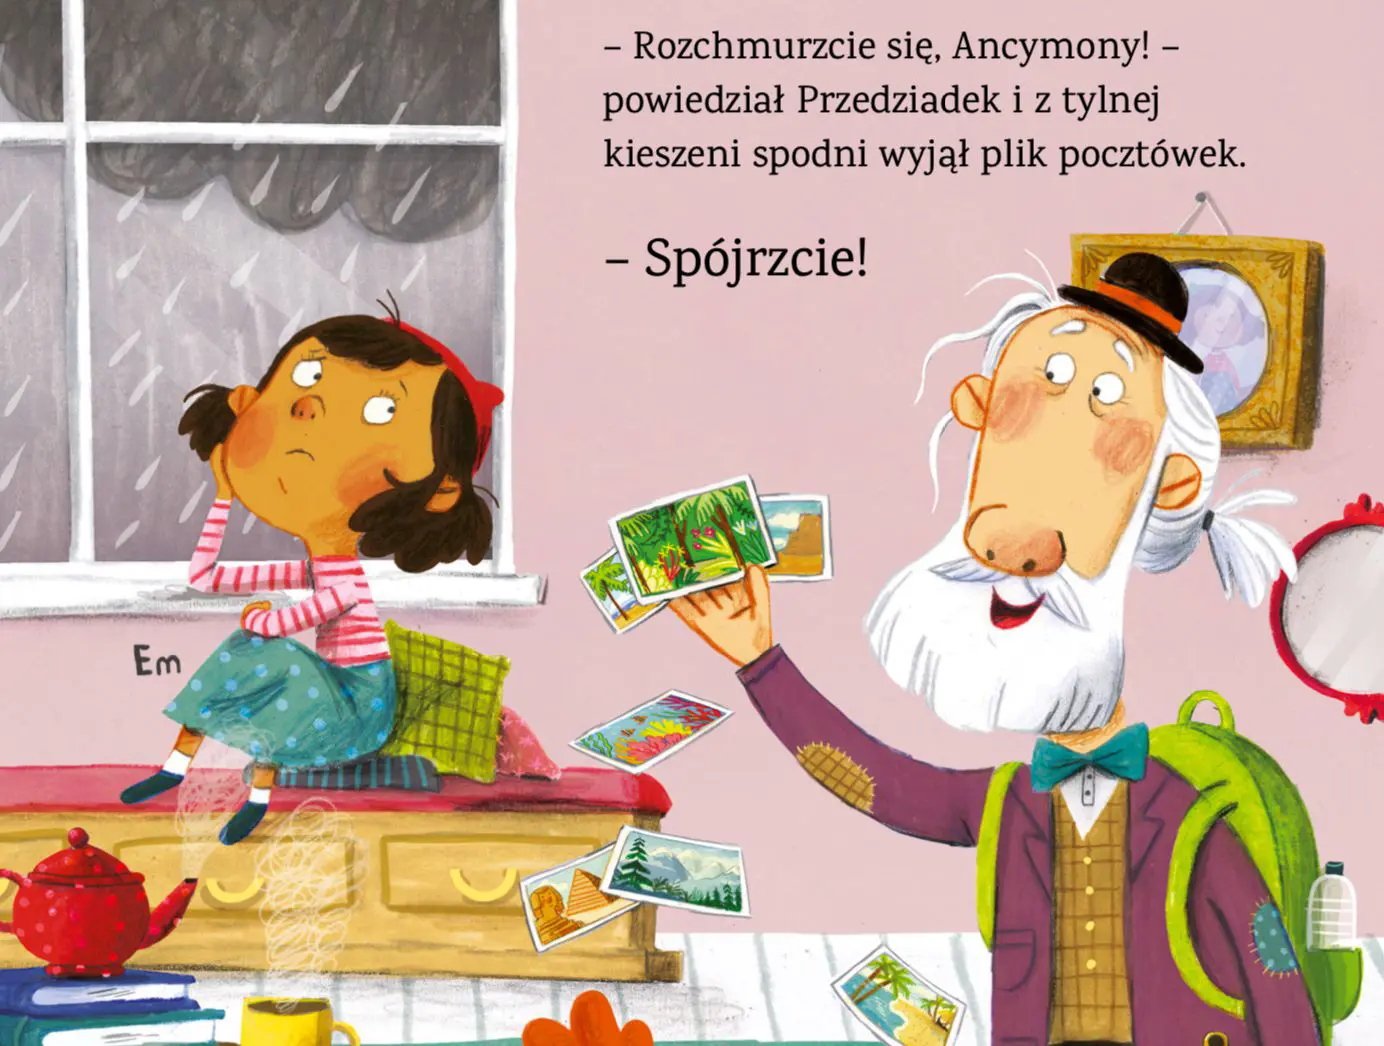 – Rozchmurzcie się, Ancymony! –
powiedział Przedziadek i z tylnej
kieszeni spodni wyjął plik pocztówek.
– Spójrzcie!
Em